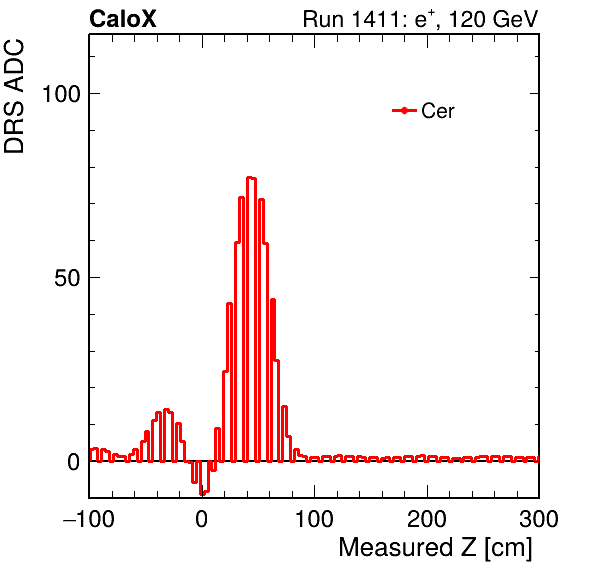 CaloX Run 1411: e⁺, 120 GeV
DRS ADC
Cer
100
50
0
−100 0 100 200 300
Measured Z [cm]